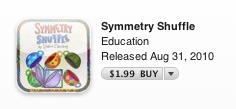 SYMMETRY
SHUFFLE
Symmetry Shuffle
Education
Released Aug 31, 2010
$1.99 BUY